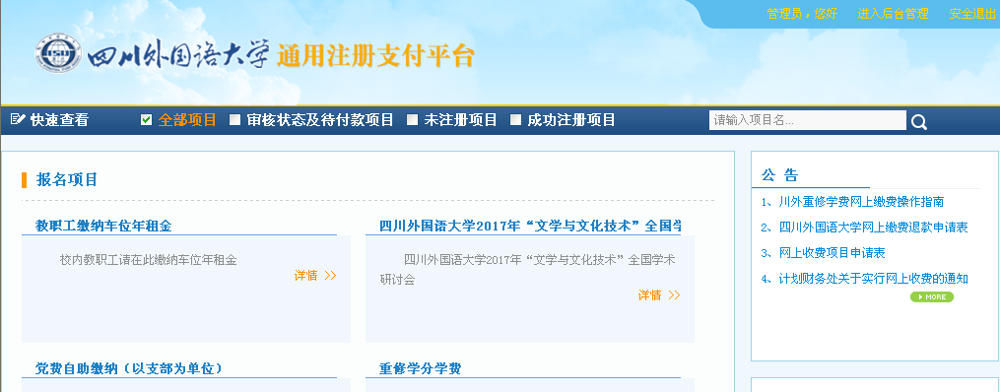 管理员，您好 进入后台管理 安全退出
四川外国语大学 通用注册支付平台
快速查看 全部项目 审核状态及待付款项目 未注册项目 成功注册项目 请输入项目名...
报名项目
教职工缴纳车位年租金
校内教职工请在此缴纳车位年租金
详情 >>
四川外国语大学2017年“文学与文化技术”全国学
四川外国语大学2017年“文学与文化技术”全国学术
研讨会
详情 >>
党费自助缴纳（以支部为单位）
重修学分学费
公 告
1、川外重修学费网上缴费操作指南
2、四川外国语大学网上缴费退款申请表
3、网上收费项目申请表
4、计划财务处关于实行网上收费的通知
MORE